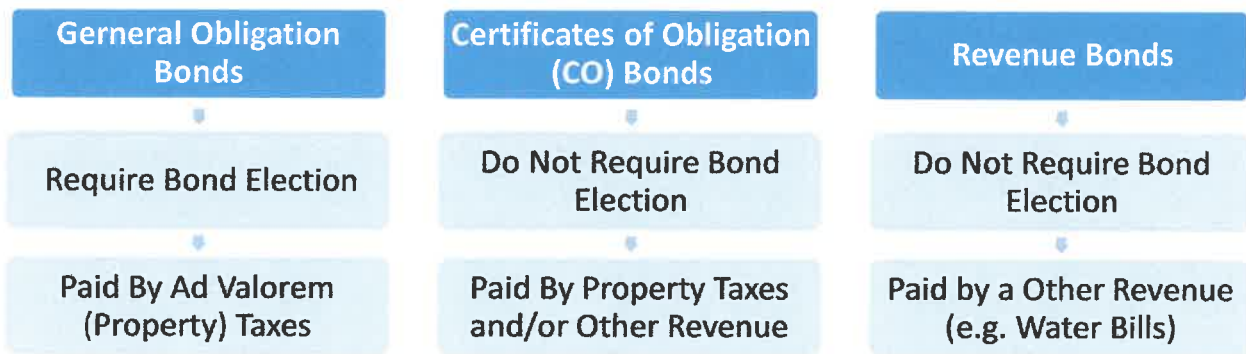 Gerneral Obligation
Bonds
Require Bond Election
Paid By Ad Valorem
(Property) Taxes
Certificates of Obligation
(CO) Bonds
Do Not Require Bond
Election
Paid By Property Taxes
and/or Other Revenue
Revenue Bonds
Do Not Require Bond
Election
Paid by a Other Revenue
(e.g. Water Bills)